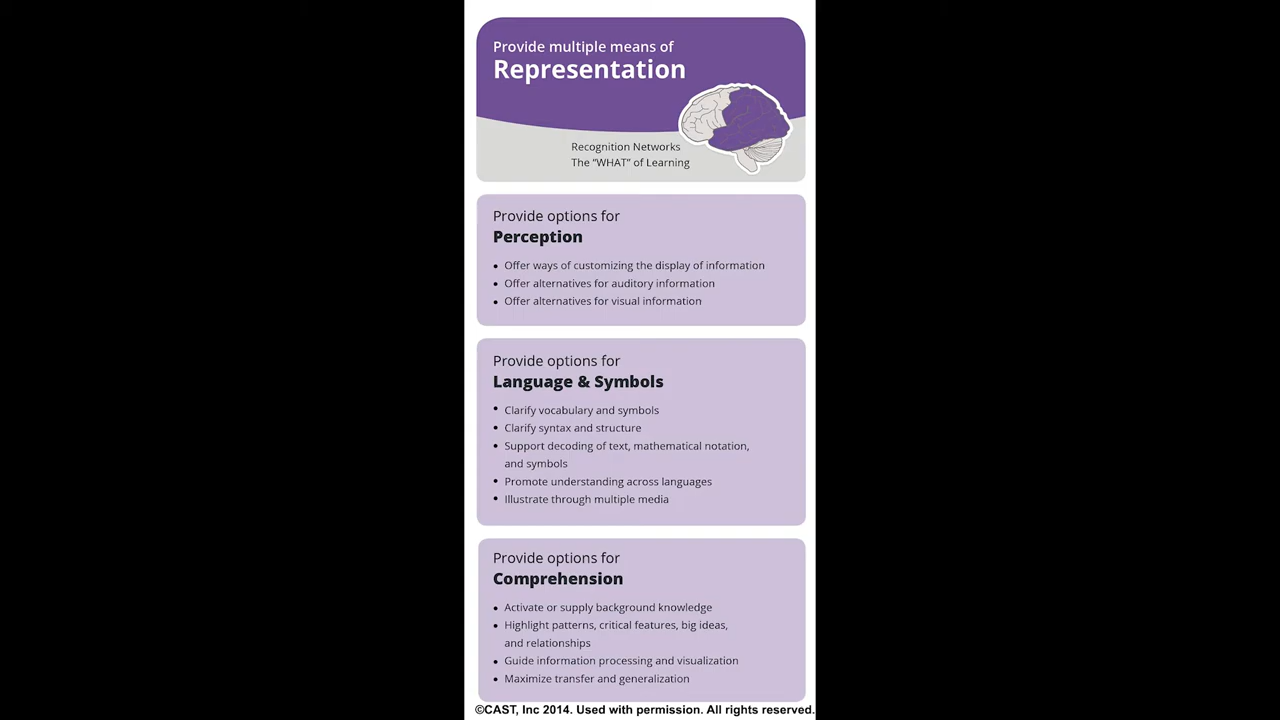 Provide multiple means of
Representation
Recognition Networks
The “WHAT” of Learning
Provide options for
Perception
• Offer ways of customizing the display of information
• Offer alternatives for auditory information
• Offer alternatives for visual information
Provide options for
Language & Symbols
• Clarify vocabulary and symbols
• Clarify syntax and structure
• Support decoding of text, mathematical notation,
and symbols
• Promote understanding across languages
• Illustrate through multiple media
Provide options for
Comprehension
• Activate or supply background knowledge
• Highlight patterns, critical features, big ideas,
and relationships
• Guide information processing and visualization
• Maximize transfer and generalization
©CAST, Inc 2014. Used with permission. All rights reserved.